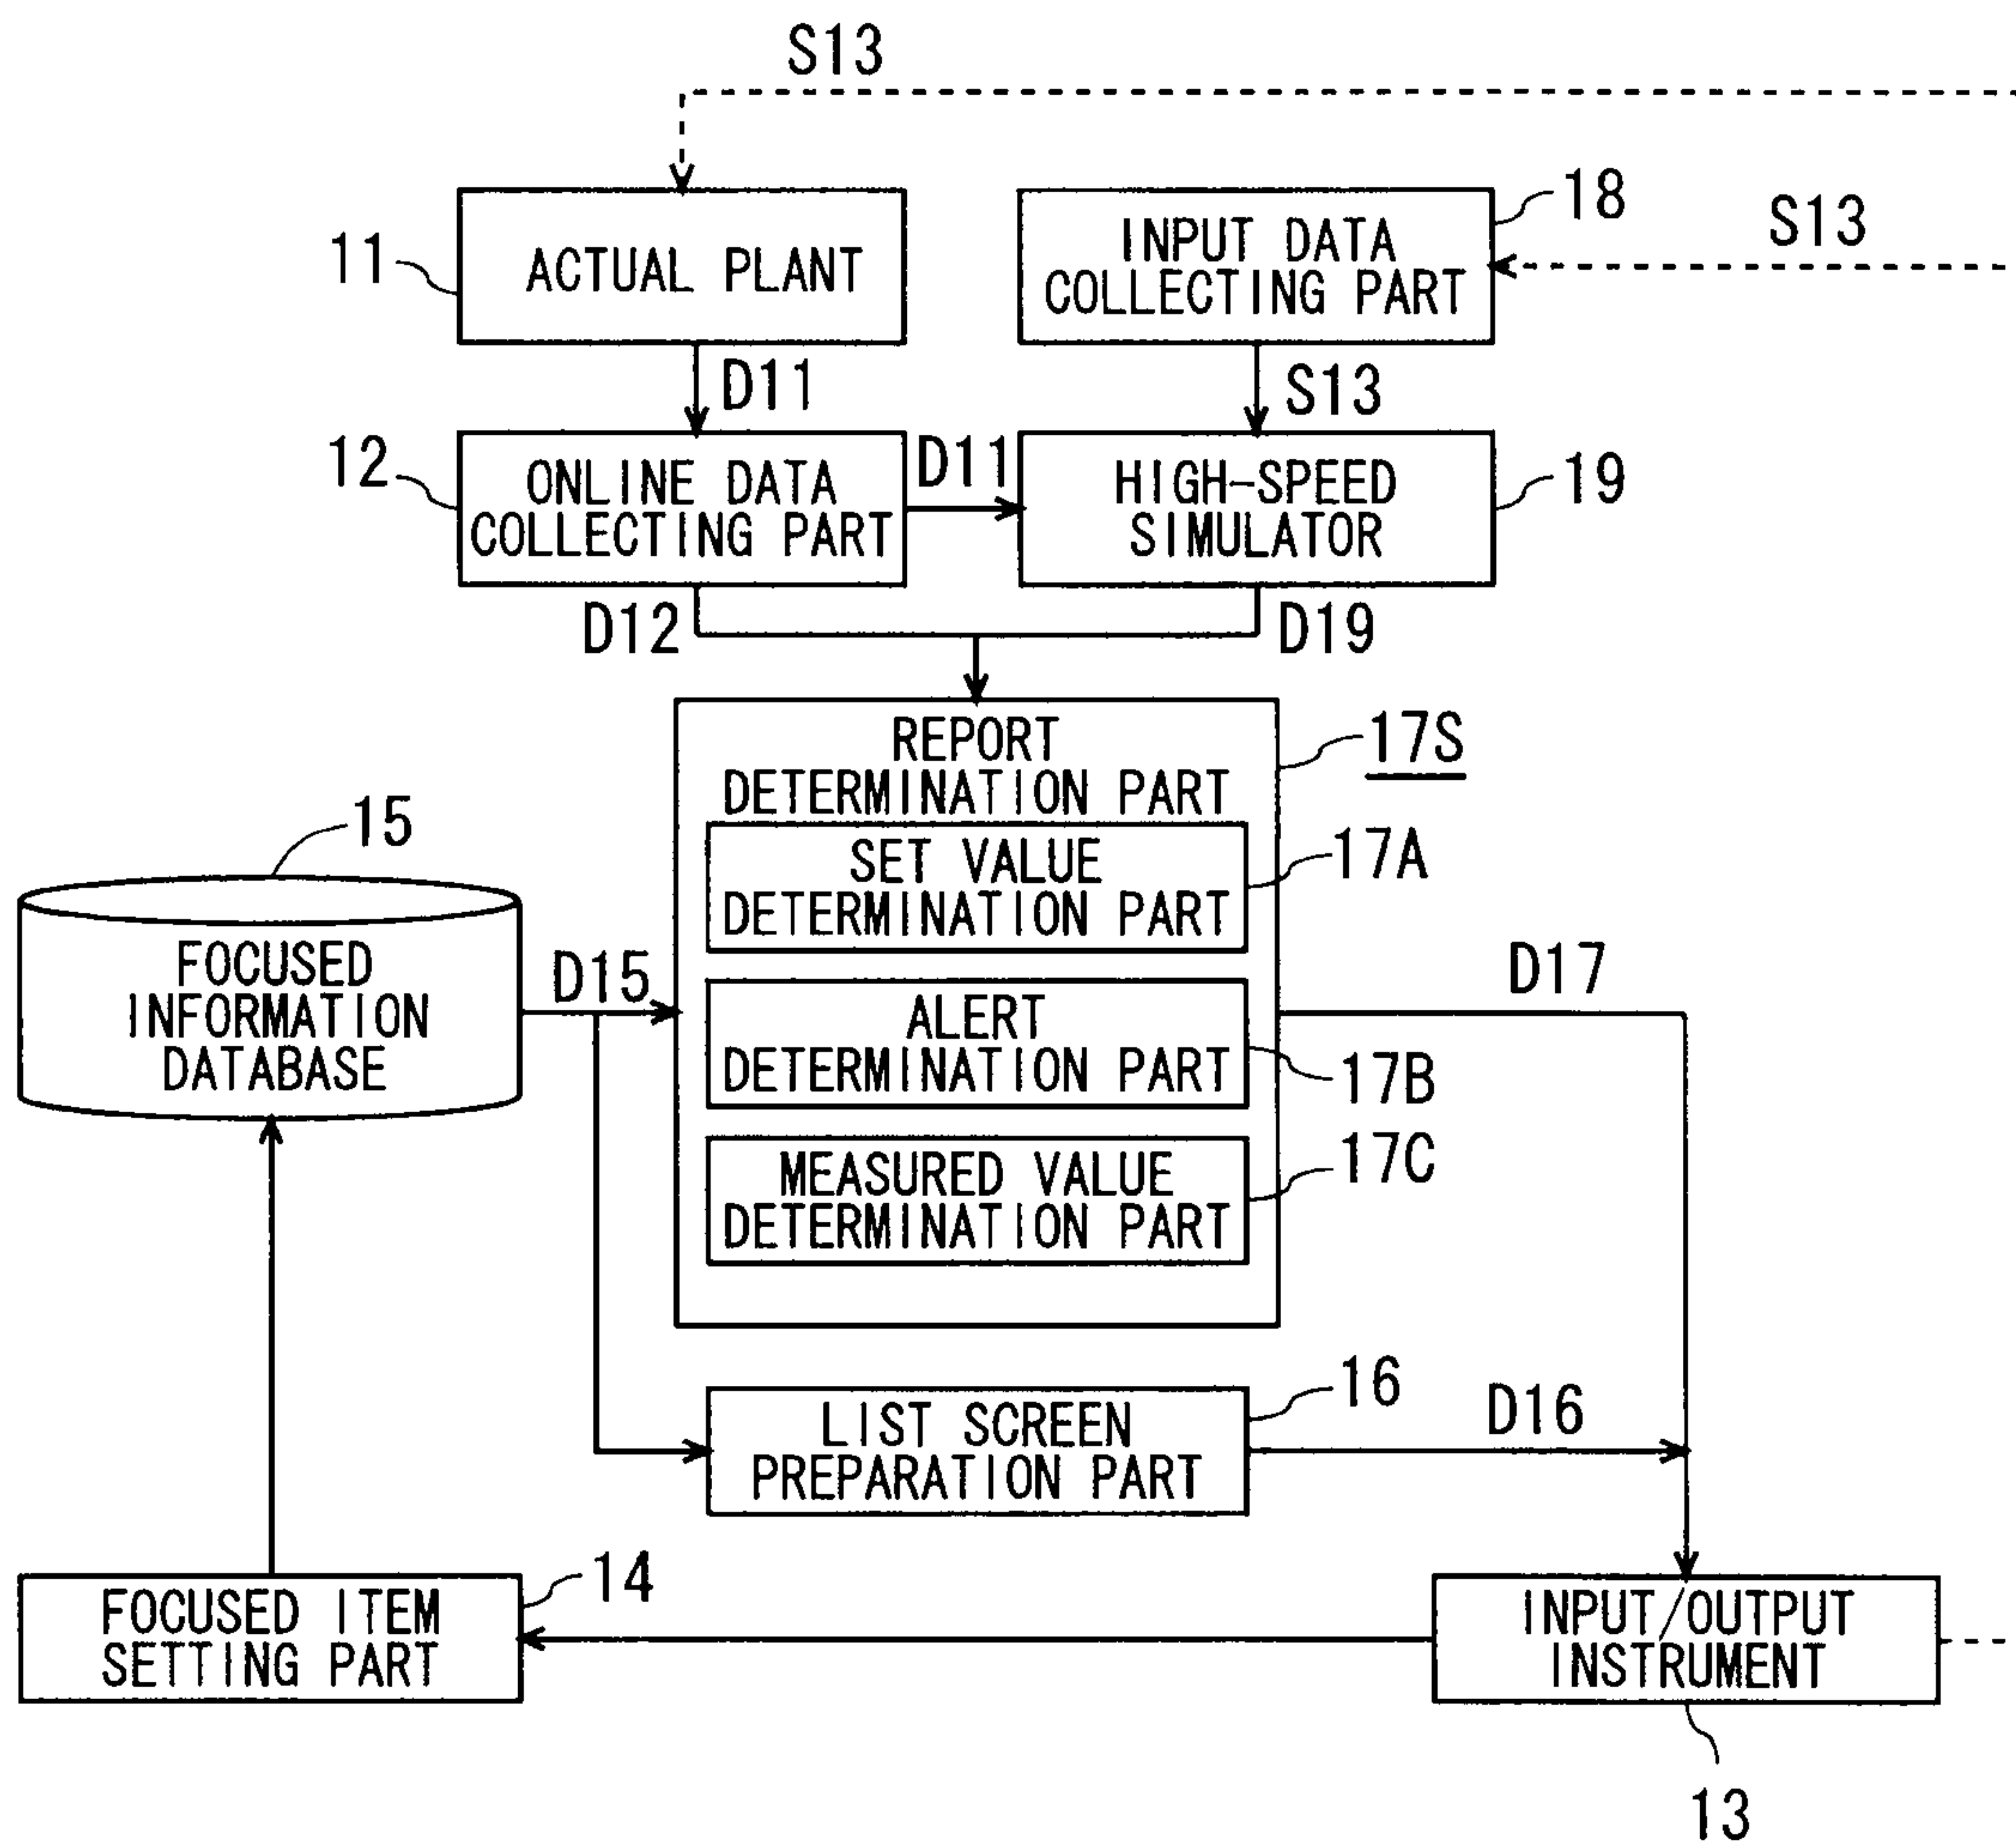 S13
18
S13
11
ACTUAL PLANT
INPUT DATA
COLLECTING PART
D11
S13
12
ONLINE DATA
COLLECTING PART
D11
HIGH-SPEED
SIMULATOR
19
D12
D19
REPORT
DETERMINATION PART
17S
15
SET VALUE
DETERMINATION PART
17A
FOCUSED
INFORMATION
DATABASE
D15
D17
ALERT
DETERMINATION PART
17B
MEASURED VALUE
DETERMINATION PART
17C
16
LIST SCREEN
PREPARATION PART
D16
14
FOCUSED ITEM
SETTING PART
INPUT/OUTPUT
INSTRUMENT
13